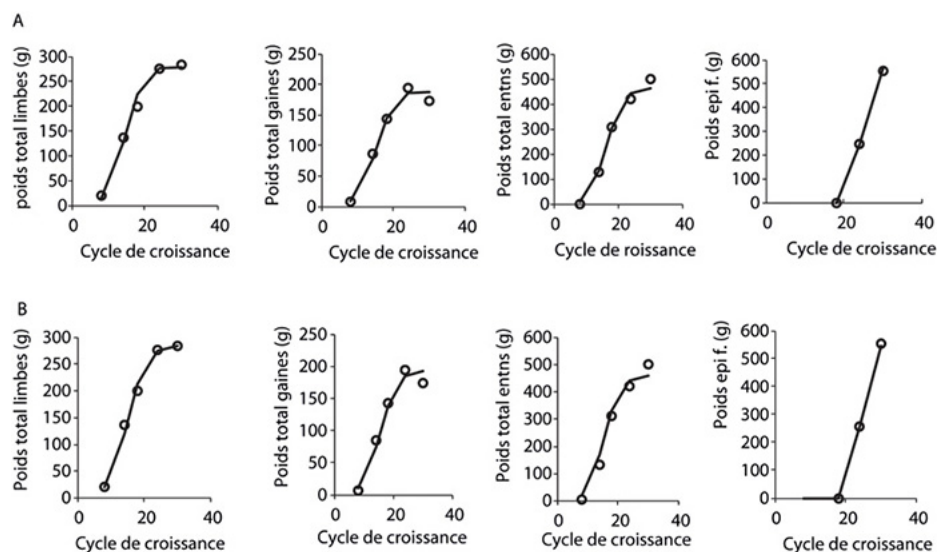 A
poids total limbes (g)
300
250
200
150
100
50
0
0 20 40
Cycle de croissance
Poids total gaines (g)
250
200
150
100
50
0
0 20 40
Cycle de croissance
Poids total entns (g)
600
500
400
300
200
100
0
0 20 40
Cycle de roissance
Poids epi f. (g)
600
500
400
300
200
100
0
0 20 40
Cycle de croissance
B
Poids total limbes (g)
300
250
200
150
100
50
0
0 20 40
Cycle de croissance
Poids total gaines (g)
250
200
150
100
50
0
0 20 40
Cycle de croissance
Poids total entns (g)
600
500
400
300
200
100
0
0 20 40
Cycle de croissance
Poids epi f. (g)
600
500
400
300
200
100
0
0 20 40
Cycle de croissance